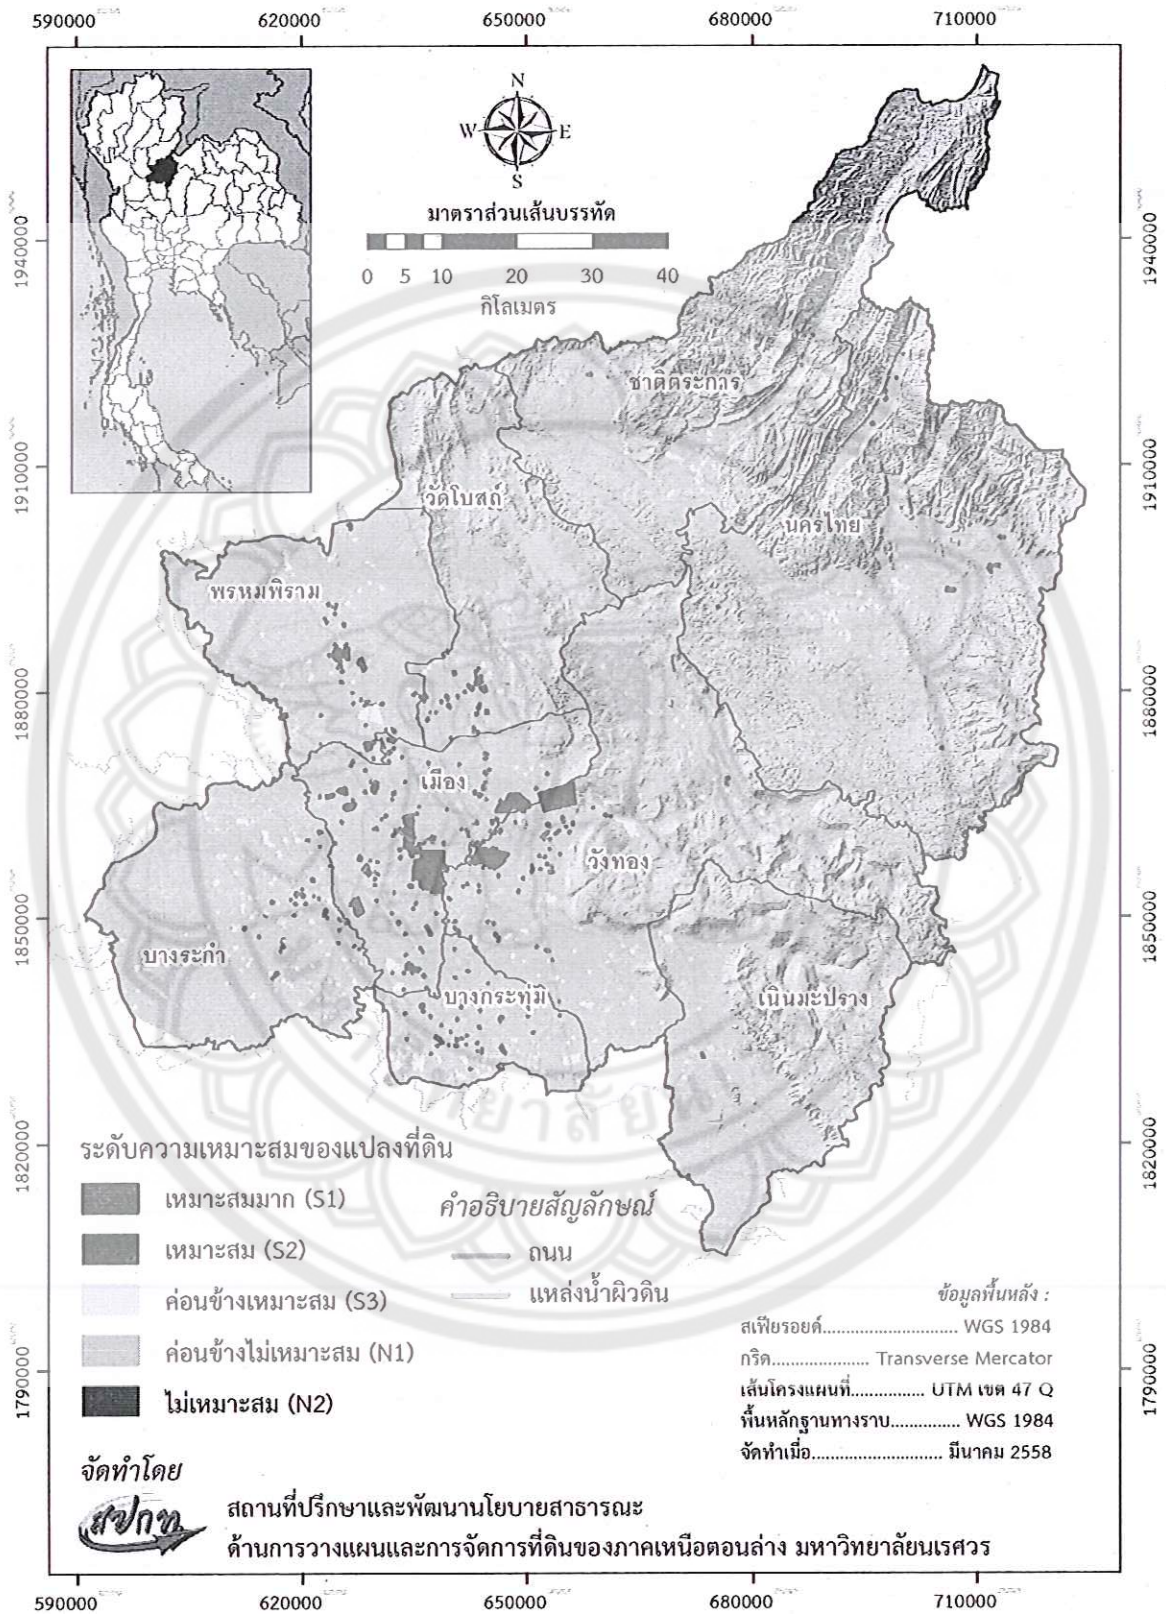 590000 620000 650000 680000 710000
N
W E
S
มาตราส่วนเส้นบรรทัด
0 5 10 20 30 40
กิโลเมตร
1940000 1940000
1910000 1910000
1880000 1880000
1850000 1850000
1820000 1820000
1790000 1790000
ชาติตระการ
วัดโบสถ์
นครไทย
พรหมพิราม
เมือง
วังทอง
บางระกำ
บางกระทุ่ม
เนินมะปราง
ยาลัยน
ระดับความเหมาะสมของแปลงที่ดิน
เหมาะสมมาก (S1)
เหมาะสม (S2)
ค่อนข้างเหมาะสม (S3)
ค่อนข้างไม่เหมาะสม (N1)
ไม่เหมาะสม (N2)
คำอธิบายสัญลักษณ์
ถนน
แหล่งน้ำผิวดิน
ข้อมูลพื้นหลัง :
สเฟียรอยด์............................ WGS 1984
กริด.................... Transverse Mercator
เส้นโครงแผนที่............... UTM เขต 47 Q
พื้นหลักฐานทางราบ.............. WGS 1984
จัดทำเมื่อ........................... มีนาคม 2558
จัดทำโดย
สปกท
สถานที่ปรึกษาและพัฒนานโยบายสาธารณะ
ด้านการวางแผนและการจัดการที่ดินของภาคเหนือตอนล่าง มหาวิทยาลัยนเรศวร
590000 620000 650000 680000 710000